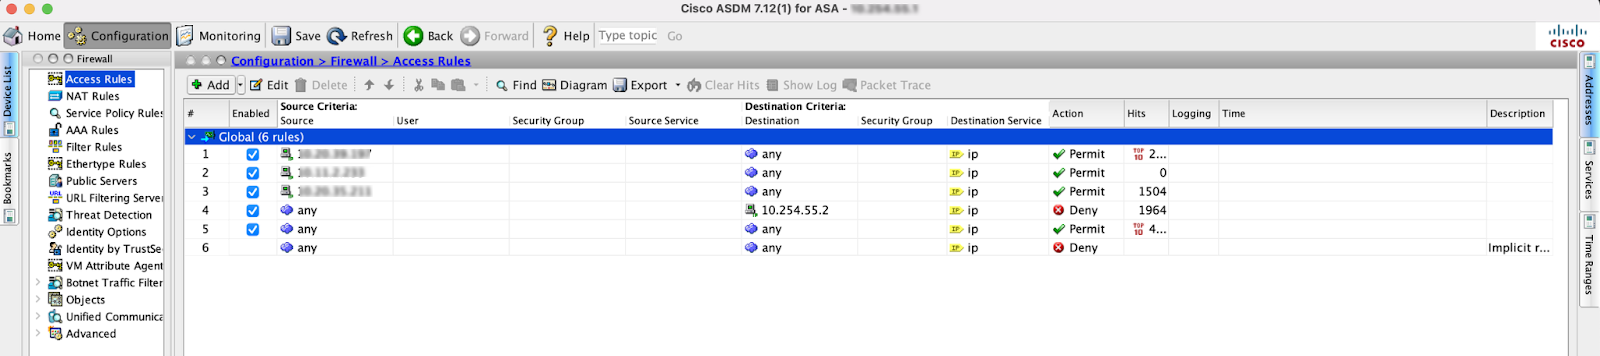 Cisco ASDM 7.12(1) for ASA -
Home Configuration Monitoring Save Refresh Back Forward Help Type topic Go
cisco
Device List
Bookmarks
Firewall
Access Rules
NAT Rules
Service Policy Rules
AAA Rules
Filter Rules
Ethertype Rules
Public Servers
URL Filtering Server
Threat Detection
Identity Options
Identity by TrustSe
VM Attribute Agent
Botnet Traffic Filter
Objects
Unified Communica
Advanced
Configuration > Firewall > Access Rules
Add Edit Delete Find Diagram Export Clear Hits Show Log Packet Trace
Source Criteria: Destination Criteria:
# Enabled Source User Security Group Source Service Destination Security Group Destination Service Action Hits Logging Time Description
Global (6 rules)
1 any ip Permit TOP 10 2...
2 any ip Permit 0
3 any ip Permit 1504
4 any 10.254.55.2 ip Deny 1964
5 any any ip Permit TOP 10 4...
6 any any ip Deny Implicit r...
Addresses
Services
Time Ranges